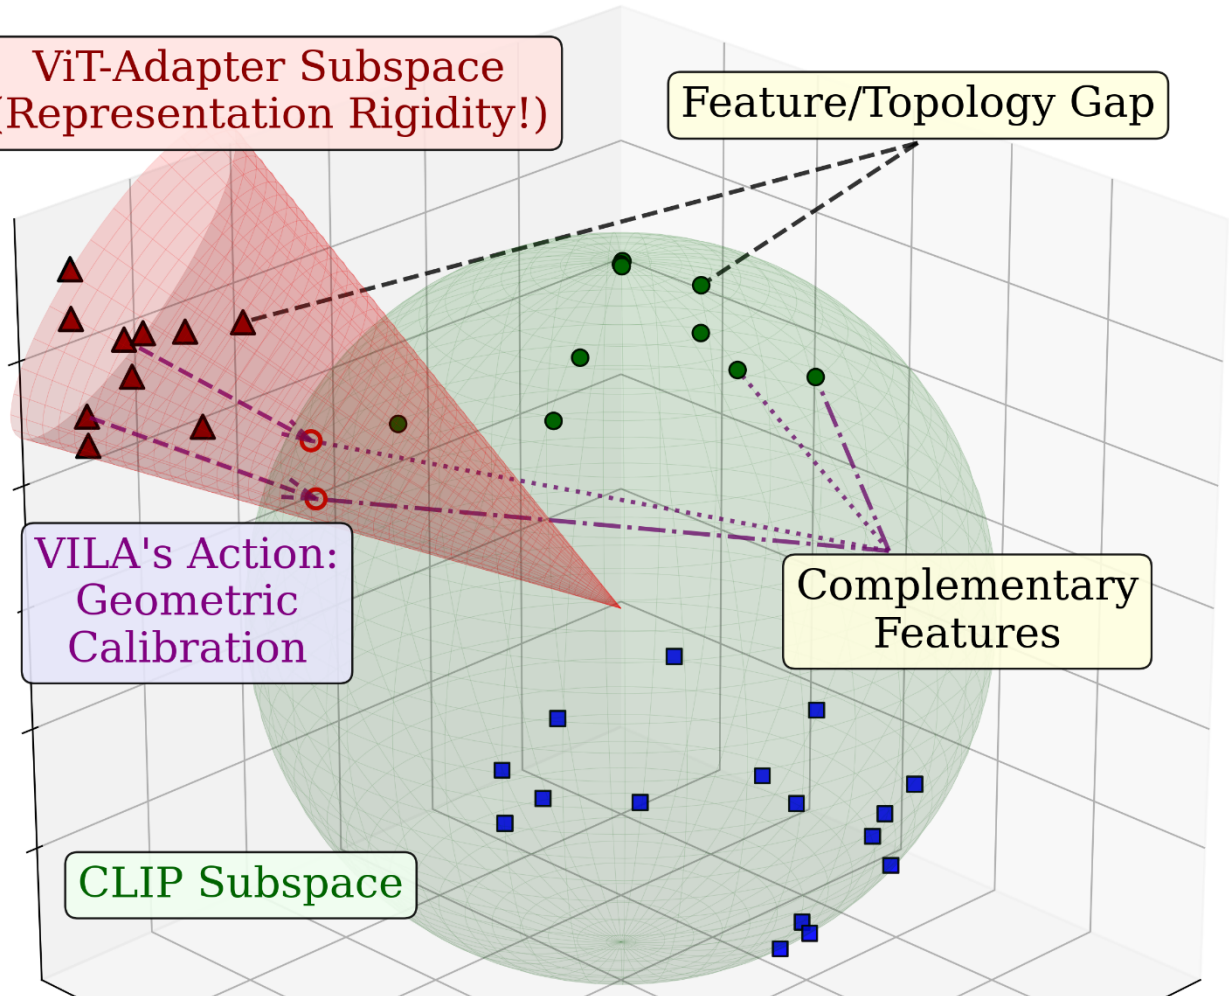 ViT-Adapter Subspace
(Representation Rigidity!)
Feature/Topology Gap
VILA's Action:
Geometric
Calibration
Complementary
Features
CLIP Subspace